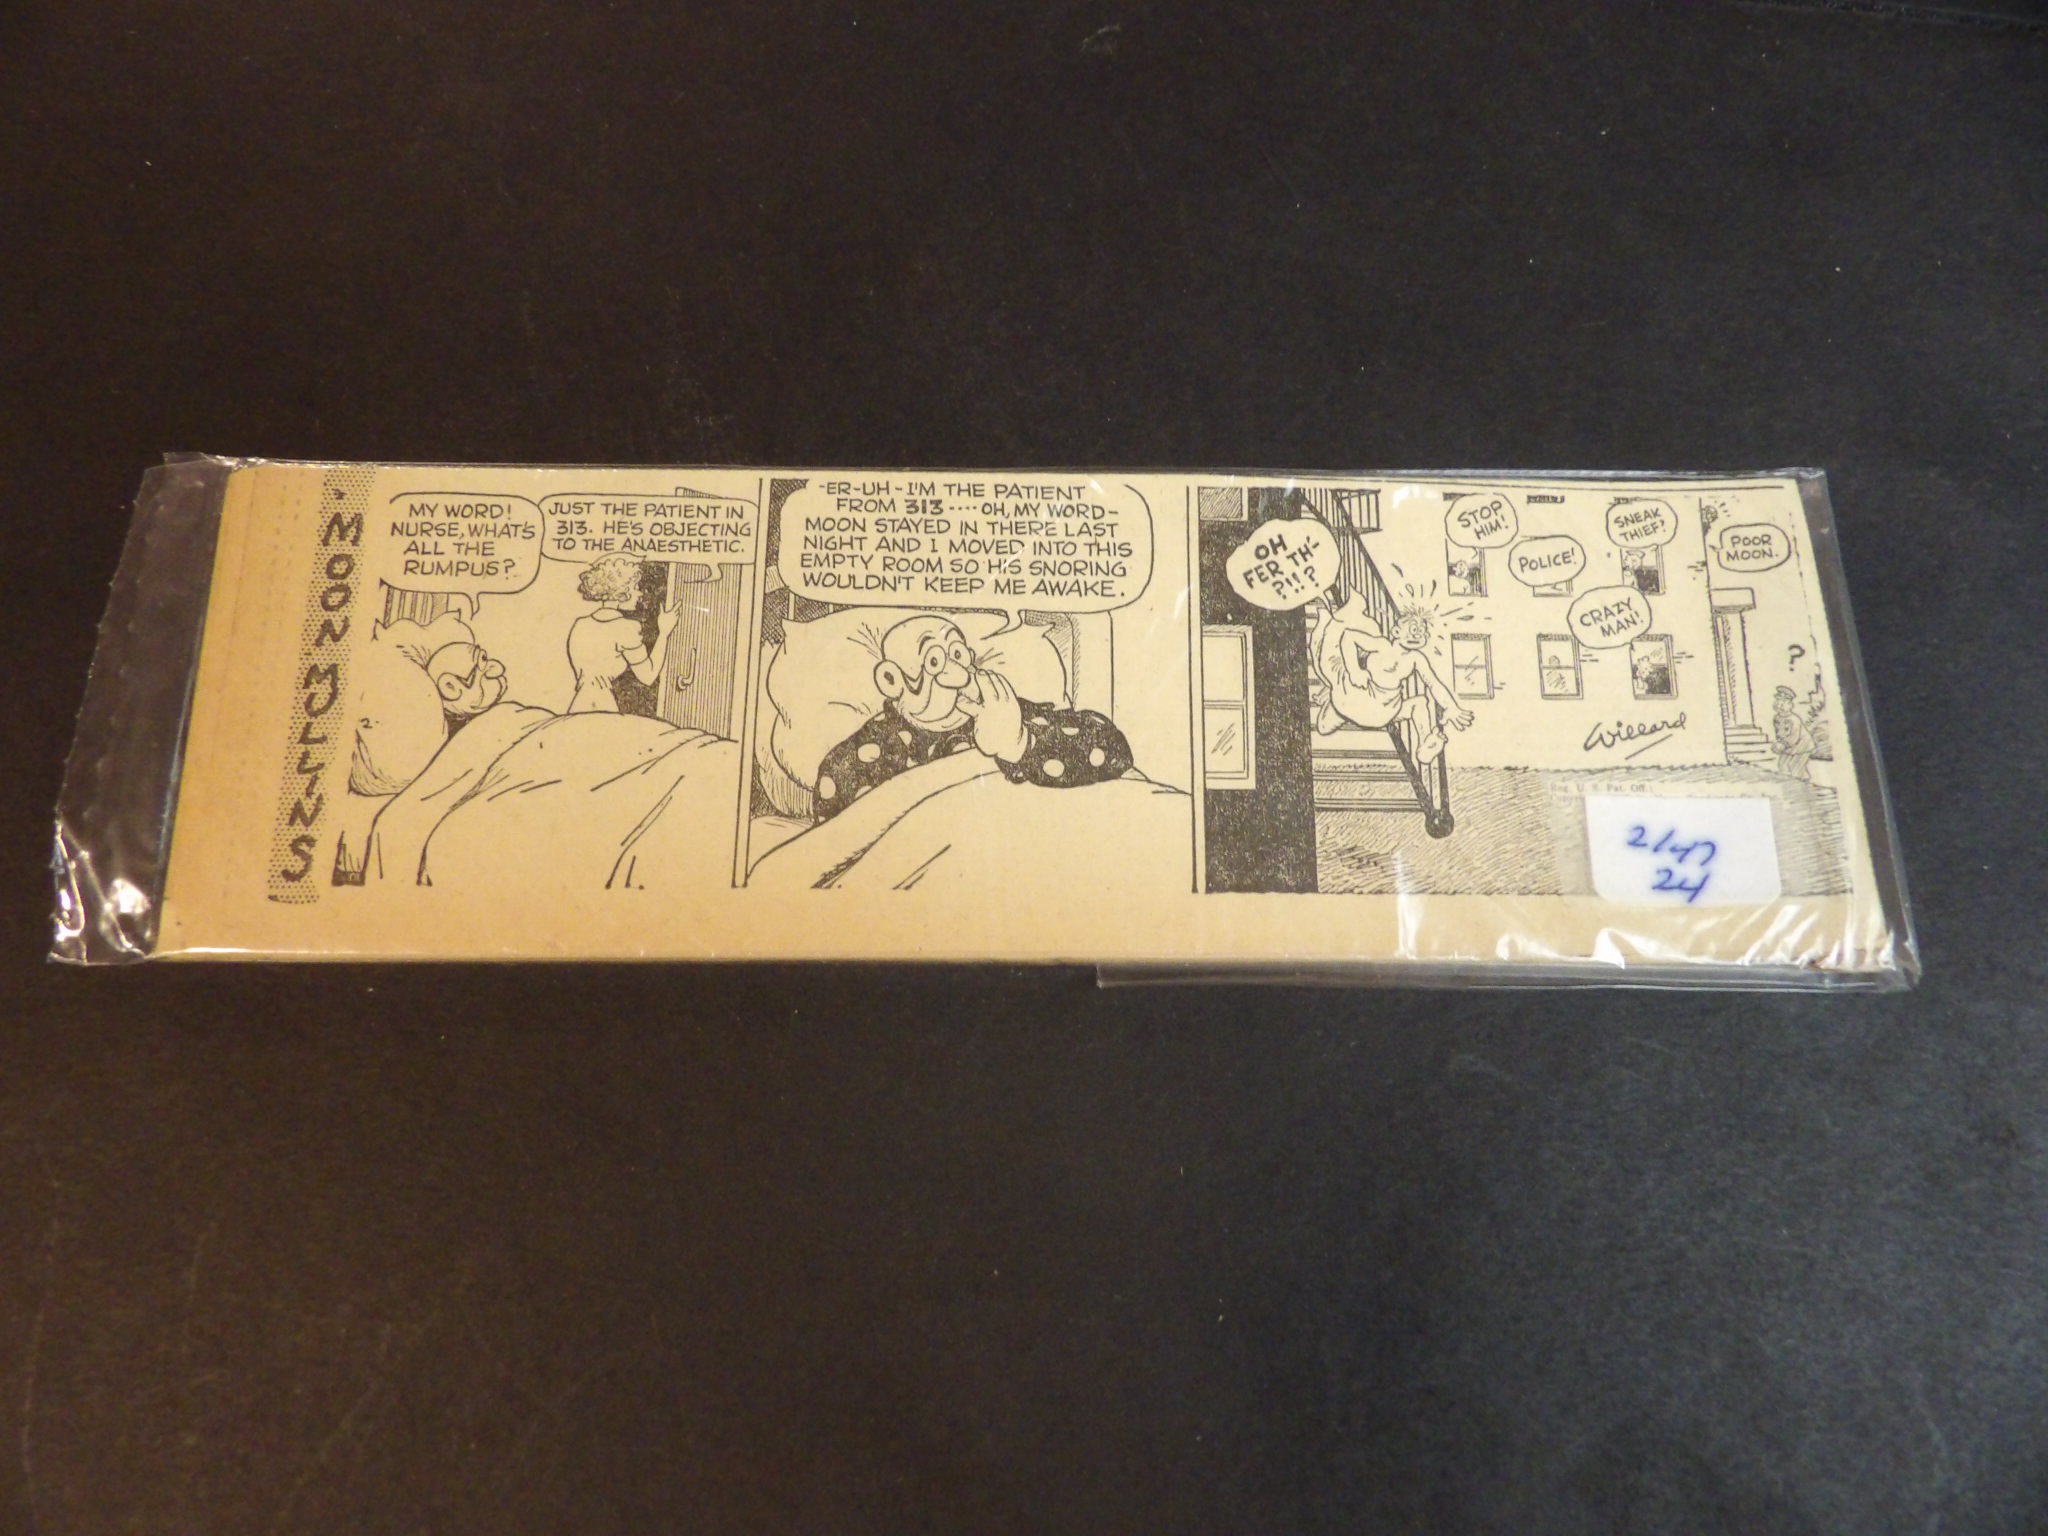 MOON MULLINS
MY WORD!
NURSE, WHAT'S
ALL THE
RUMPUS?
JUST THE PATIENT IN
313. HE'S OBJECTING
TO THE ANAESTHETIC.
-ER-UH-I'M THE PATIENT
FROM 313 ···· OH, MY WORD-
MOON STAYED IN THERE LAST
NIGHT AND I MOVED INTO THIS
EMPTY ROOM SO HIS SNORING
WOULDN'T KEEP ME AWAKE.
OH
FER TH'-
?!!?
STOP
HIM!
POLICE!
SNEAK
THIEF?
CRAZY
MAN!
POOR
MOON.
?
Willard
Reg. U. S. Pat. Off.:
2/47
24